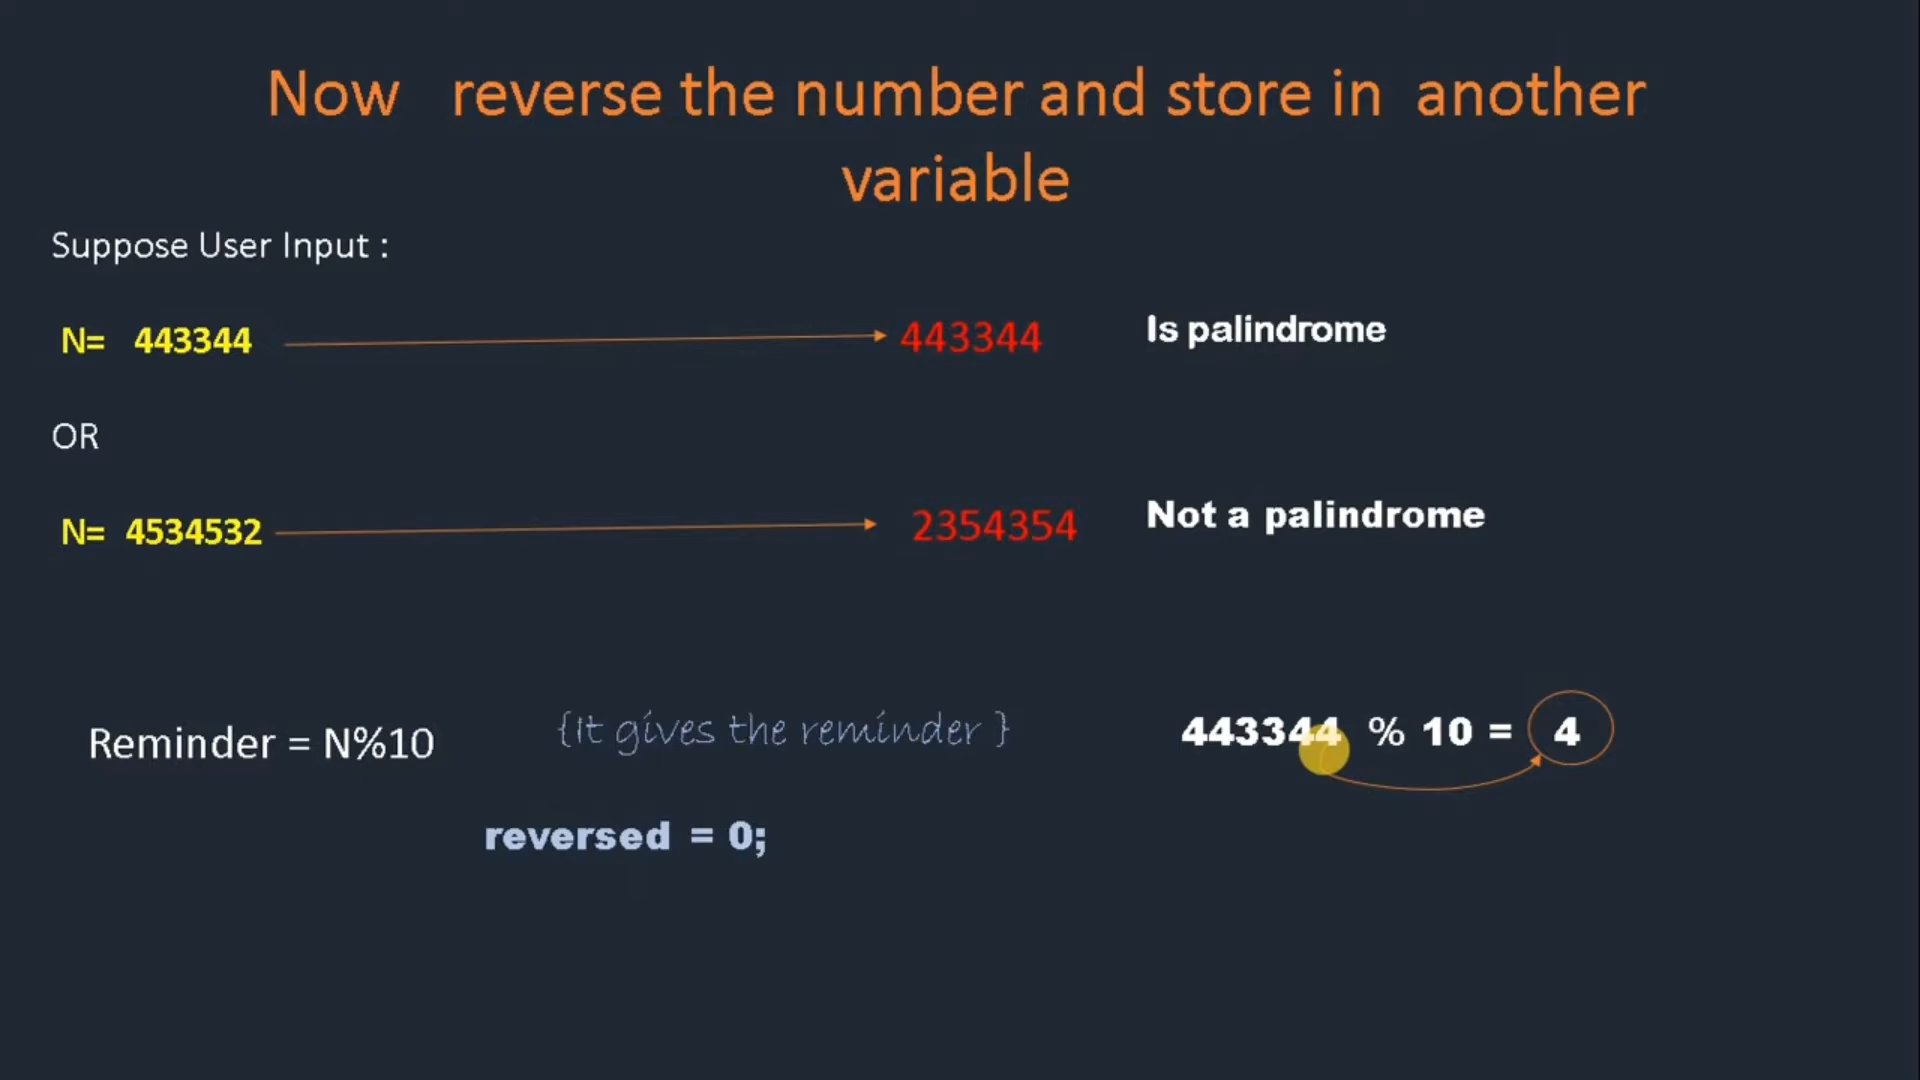 Now reverse the number and store in another
variable
Suppose User Input :
N= 443344 443344 Is palindrome
OR
N= 4534532 2354354 Not a palindrome
Reminder = N%10 {It gives the reminder } 443344 % 10 = 4
reversed = 0;